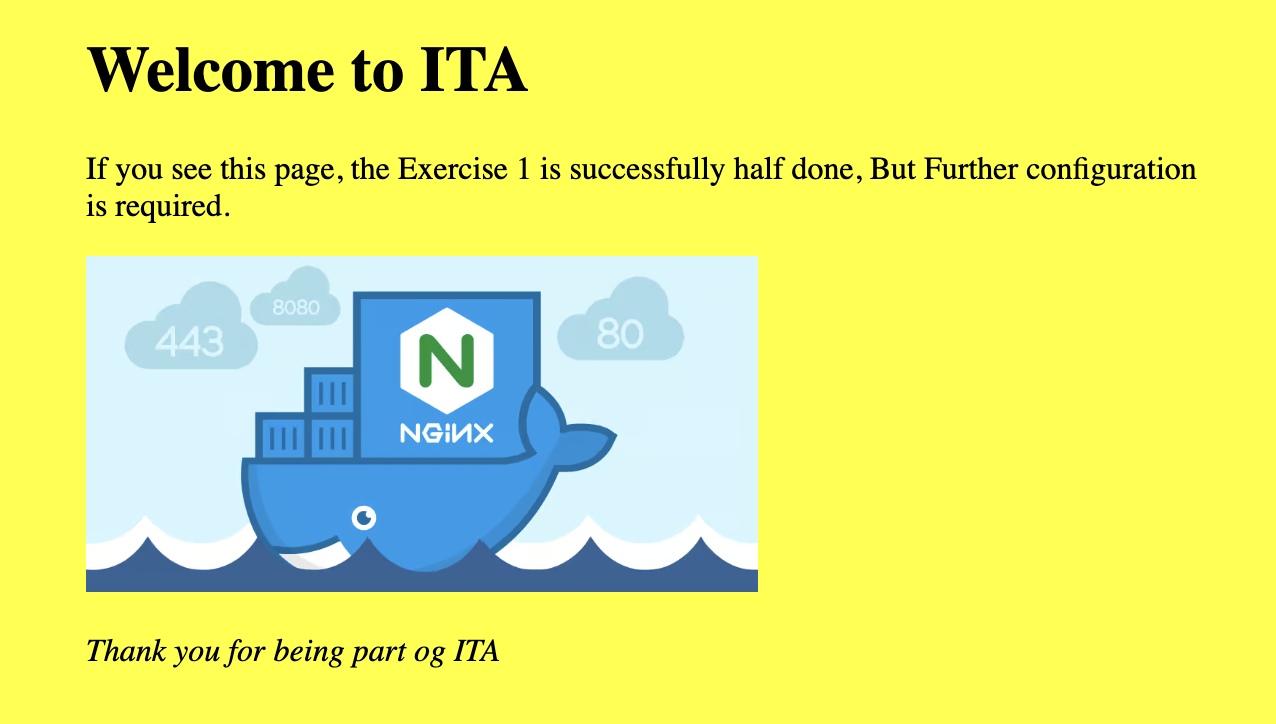 Welcome to ITA
If you see this page, the Exercise 1 is successfully half done, But Further configuration
is required.
443
8080
80
N
NGiNX
Thank you for being part og ITA